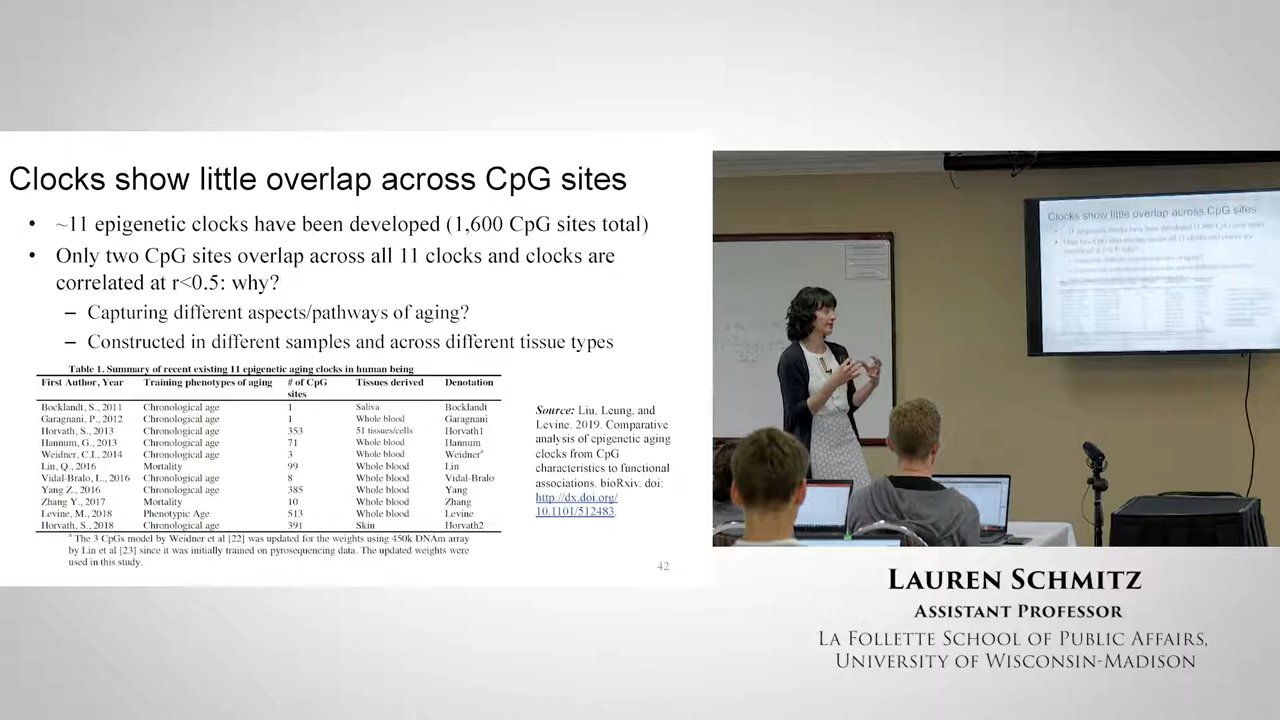 Clocks show little overlap across CpG sites
• ~11 epigenetic clocks have been developed (1,600 CpG sites total)
• Only two CpG sites overlap across all 11 clocks and clocks are
correlated at r<0.5: why?
– Capturing different aspects/pathways of aging?
– Constructed in different samples and across different tissue types
Table 1. Summary of recent existing 11 epigenetic aging clocks in human being
First Author, Year Training phenotypes of aging # of CpG sites Tissues derived Denotation
Bocklandt, S., 2011 Chronological age 1 Saliva Bocklandt
Garagnani, P., 2012 Chronological age 1 Whole blood Garagnani
Horvath, S., 2013 Chronological age 353 51 tissues/cells Horvath1
Hannum, G., 2013 Chronological age 71 Whole blood Hannum
Weidner, C.I., 2014 Chronological age 3 Whole blood Weidnerª
Lin, Q., 2016 Mortality 99 Whole blood Lin
Vidal-Bralo, L., 2016 Chronological age 8 Whole blood Vidal-Bralo
Yang Z., 2016 Chronological age 385 Whole blood Yang
Zhang Y., 2017 Mortality 10 Whole blood Zhang
Levine, M., 2018 Phenotypic Age 513 Whole blood Levine
Horvath, S., 2018 Chronological age 391 Skin Horvath2
ª The 3 CpGs model by Weidner et al [22] was updated for the weights using 450k DNAm array
by Lin et al [23] since it was initially trained on pyrosequencing data. The updated weights were
used in this study.
Source: Liu, Leung, and
Levine. 2019. Comparative
analysis of epigenetic aging
clocks from CpG
characteristics to functional
associations. bioRxiv. doi:
http://dx.doi.org/
10.1101/512483.
42
Clocks show little overlap across CpG sites
LAUREN SCHMITZ
ASSISTANT PROFESSOR
LA FOLLETTE SCHOOL OF PUBLIC AFFAIRS,
UNIVERSITY OF WISCONSIN-MADISON